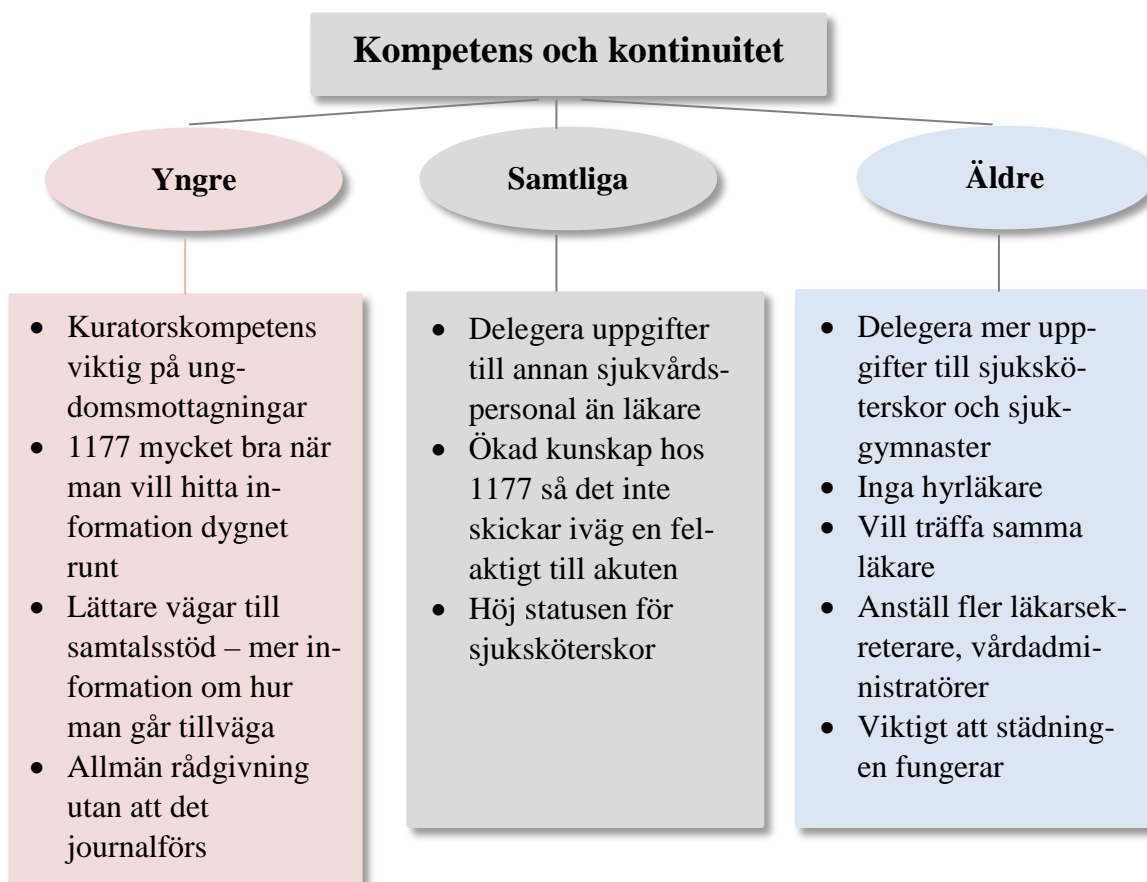 Kompetens och kontinuitet
Yngre
Samtliga
Äldre
• Kuratorskompetens
viktig på ung-
domsmottagningar
• 1177 mycket bra när
man vill hitta in-
formation dygnet
runt
• Lättare vägar till
samtalsstöd – mer in-
formation om hur
man går tillväga
• Allmän rådgivning
utan att det
journalförs
• Delegera uppgifter
till annan sjukvårds-
personal än läkare
• Ökad kunskap hos
1177 så det inte
skickar iväg en fel-
aktigt till akuten
• Höj statusen för
sjuksköterskor
• Delegera mer upp-
gifter till sjukskö-
terskor och sjuk-
gymnaster
• Inga hyrläkare
• Vill träffa samma
läkare
• Anställ fler läkarsek-
reterare, vårdadmi-
nistratörer
• Viktigt att städning-
en fungerar